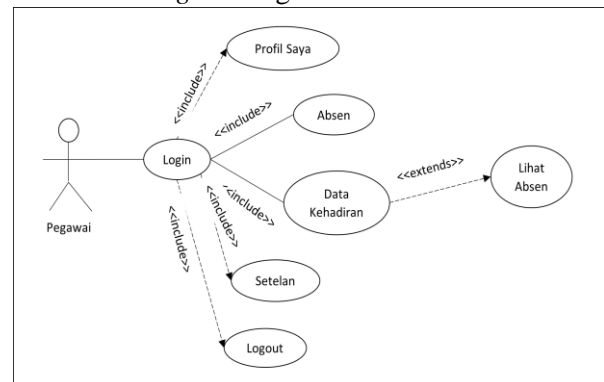 Profil Saya
<<include>>
<<include>>
Absen
Login
<<extends>>
Lihat
Absen
Data
Kehadiran
<<include>>
<<include>>
<<include>>
Pegawai
Setelan
Logout